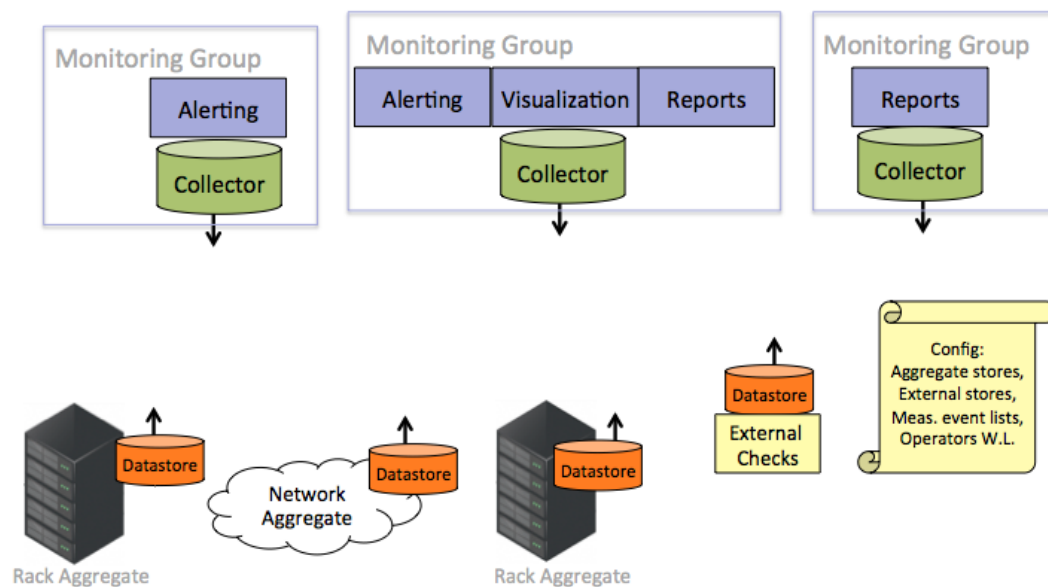 Monitoring Group
Alerting
Collector
Monitoring Group
Alerting
Visualization
Reports
Collector
Monitoring Group
Reports
Collector
Datastore
Rack Aggregate
Network
Aggregate
Datastore
Datastore
Rack Aggregate
Datastore
External
Checks
Config:
Aggregate stores,
External stores,
Meas. event lists,
Operators W.L.